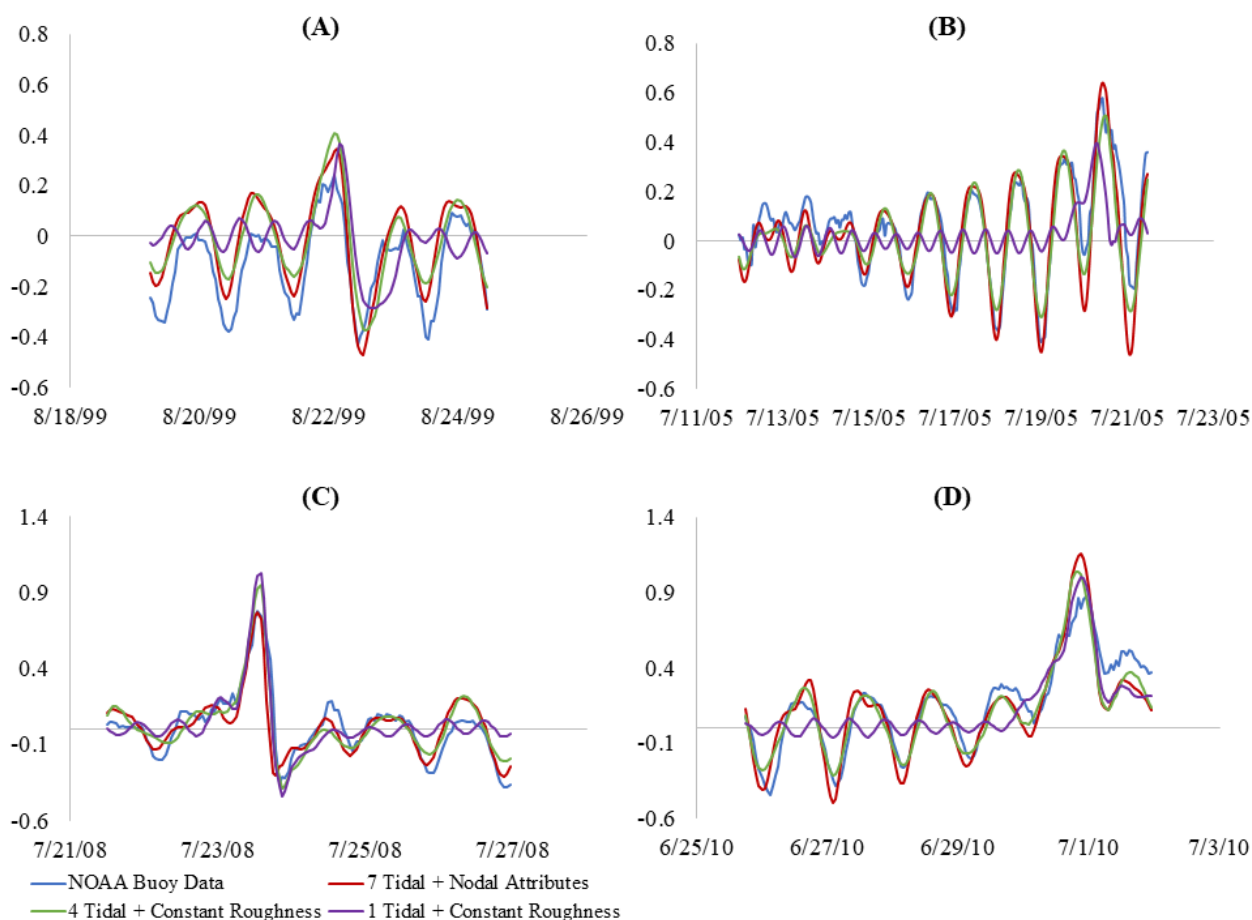 (A)
0.8
0.6
0.4
0.2
0
-0.2
-0.4
-0.6
8/18/99 8/20/99 8/22/99 8/24/99 8/26/99
(B)
0.8
0.6
0.4
0.2
0
-0.2
-0.4
-0.6
7/11/05 7/13/05 7/15/05 7/17/05 7/19/05 7/21/05 7/23/05
(C)
1.4
0.9
0.4
-0.1
-0.6
7/21/08 7/23/08 7/25/08 7/27/08
(D)
1.4
0.9
0.4
-0.1
-0.6
6/25/10 6/27/10 6/29/10 7/1/10 7/3/10
NOAA Buoy Data 7 Tidal + Nodal Attributes
4 Tidal + Constant Roughness 1 Tidal + Constant Roughness